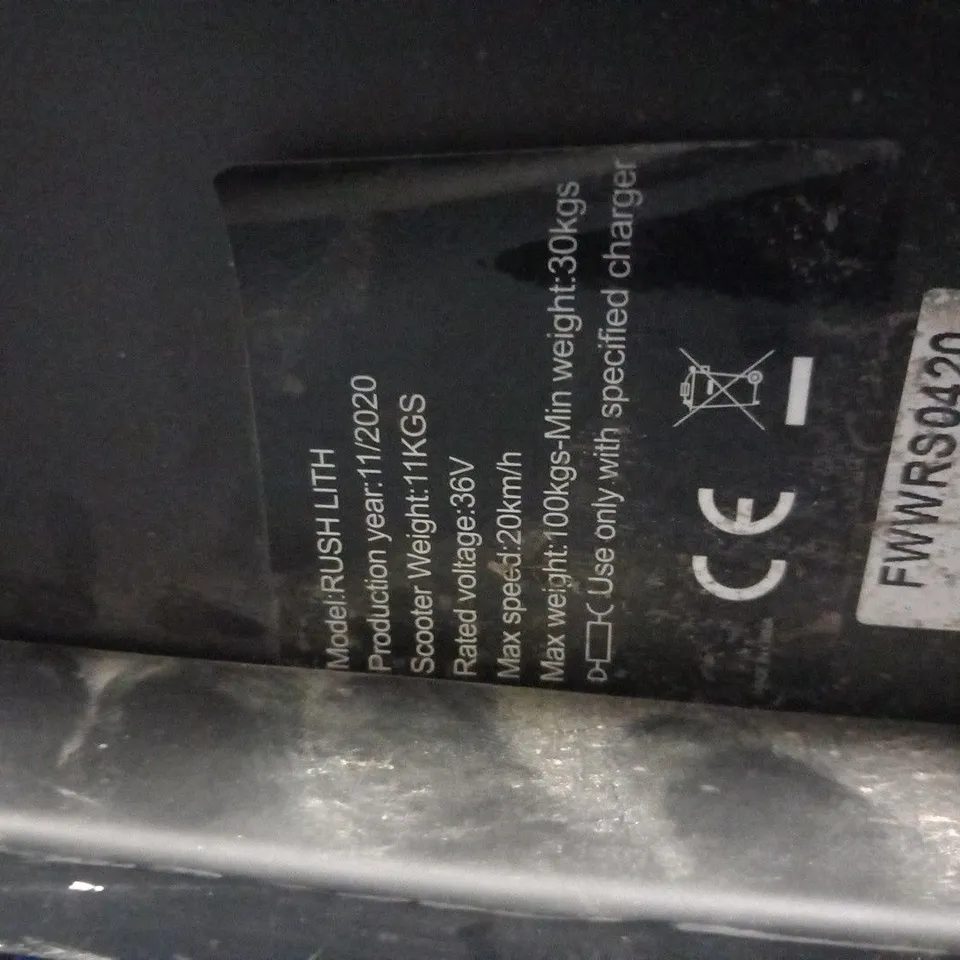 Model:RUSH LITH
Production year:11/2020
Scooter Weight:11KGS
Rated voltage:36V
Max speed:20km/h
Max weight:100kgs-Min weight:30kgs
Use only with specified charger
CE
FWWRS0420